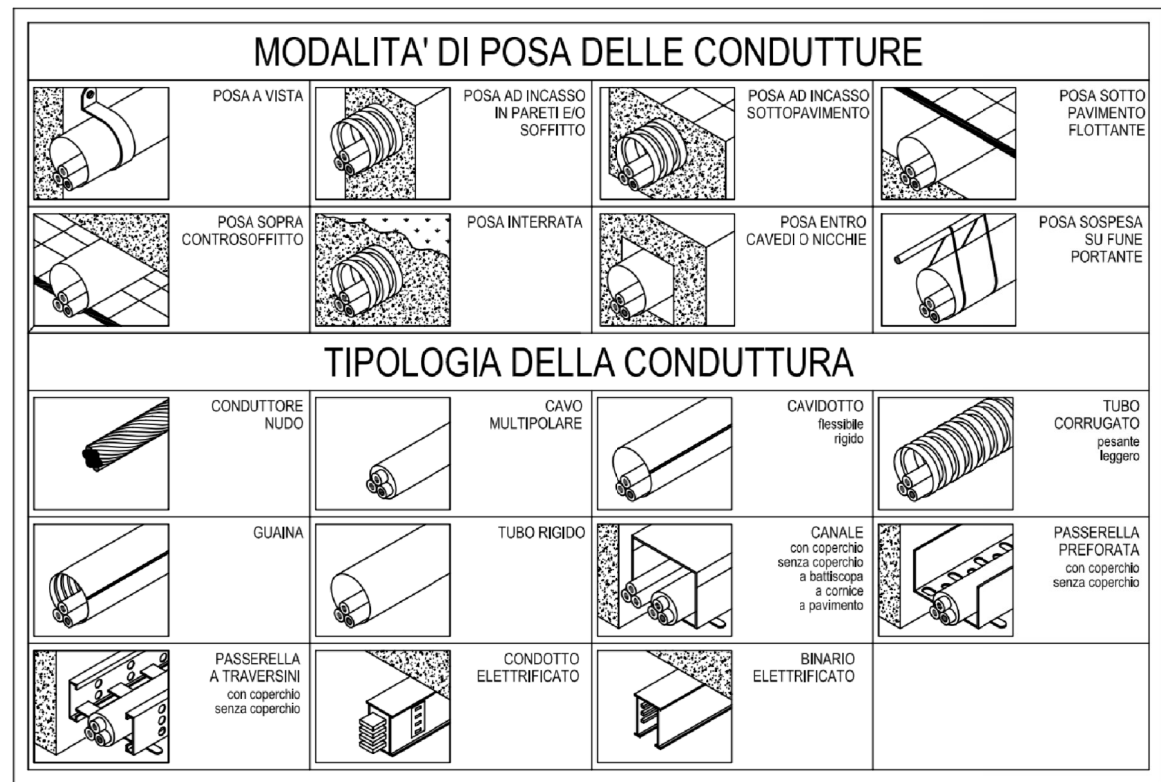 MODALITA' DI POSA DELLE CONDUTTURE
POSA A VISTA
POSA AD INCASSO
IN PARETI E/O
SOFFITTO
POSA AD INCASSO
SOTTOPAVIMENTO
POSA SOTTO
PAVIMENTO
FLOTTANTE
POSA SOPRA
CONTROSOFFITTO
POSA INTERRATA
POSA ENTRO
CAVEDI O NICCHIE
POSA SOSPESA
SU FUNE
PORTANTE
TIPOLOGIA DELLA CONDUTTURA
CONDUTTORE
NUDO
CAVO
MULTIPOLARE
CAVIDOTTO
flessibile
rigido
TUBO
CORRUGATO
pesante
leggero
GUAINA
TUBO RIGIDO
CANALE
con coperchio
senza coperchio
a battiscopa
a cornice
a pavimento
PASSERELLA
PREFORATA
con coperchio
senza coperchio
PASSERELLA
A TRAVERSINI
con coperchio
senza coperchio
CONDOTTO
ELETTRIFICATO
BINARIO
ELETTRIFICATO